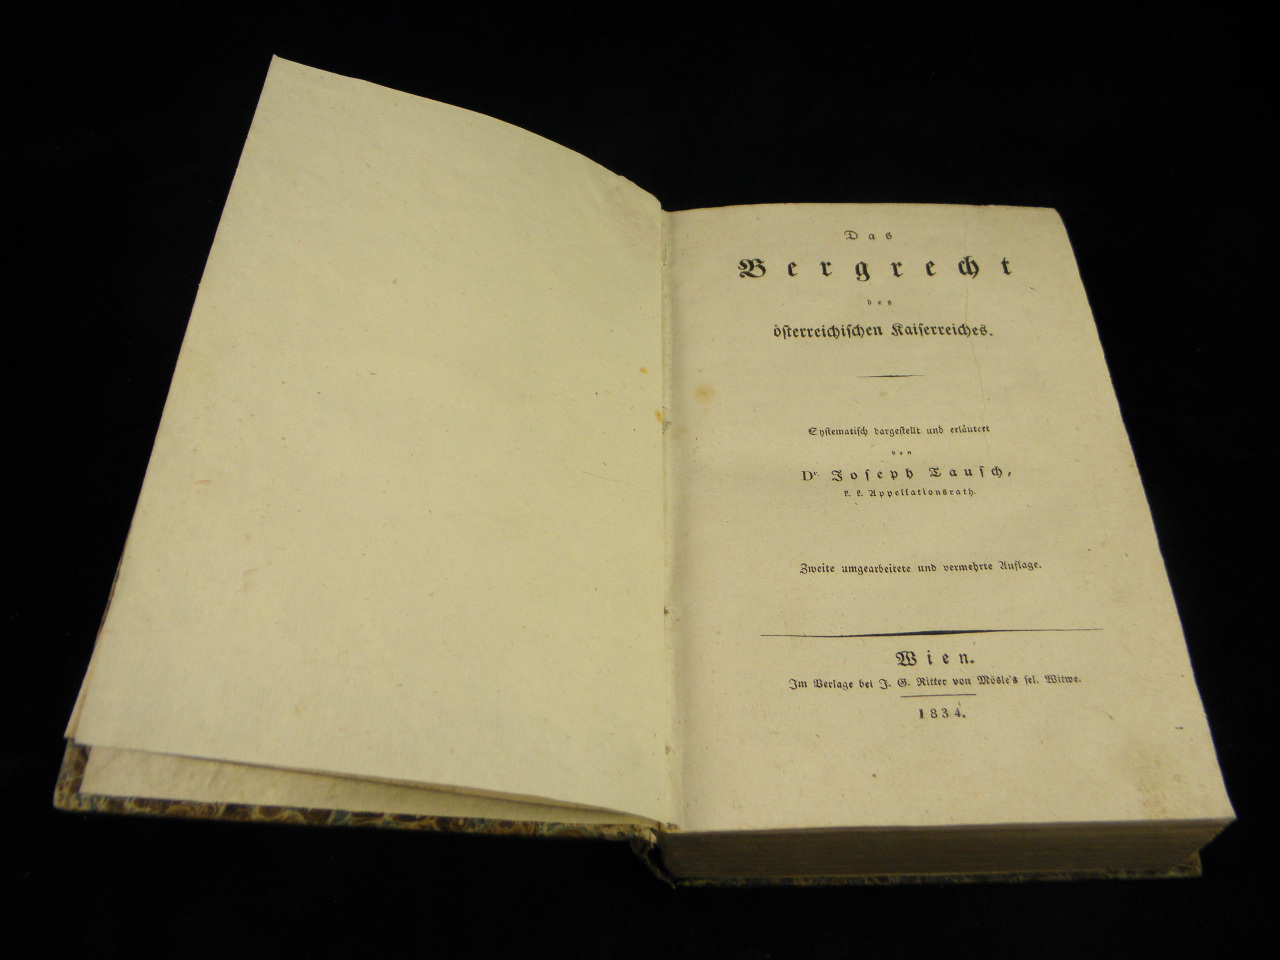 Das
Bergrecht
des
österreichischen Kaiserreiches.
Systematisch dargestellt und erläutert
von
Dr. Joseph Tausch,
k. k. Appellationsrath.
Zweite umgearbeitete und vermehrte Auflage.
Wien.
Im Verlage bei J. G. Ritter von Mösle's sel. Witwe.
1834.